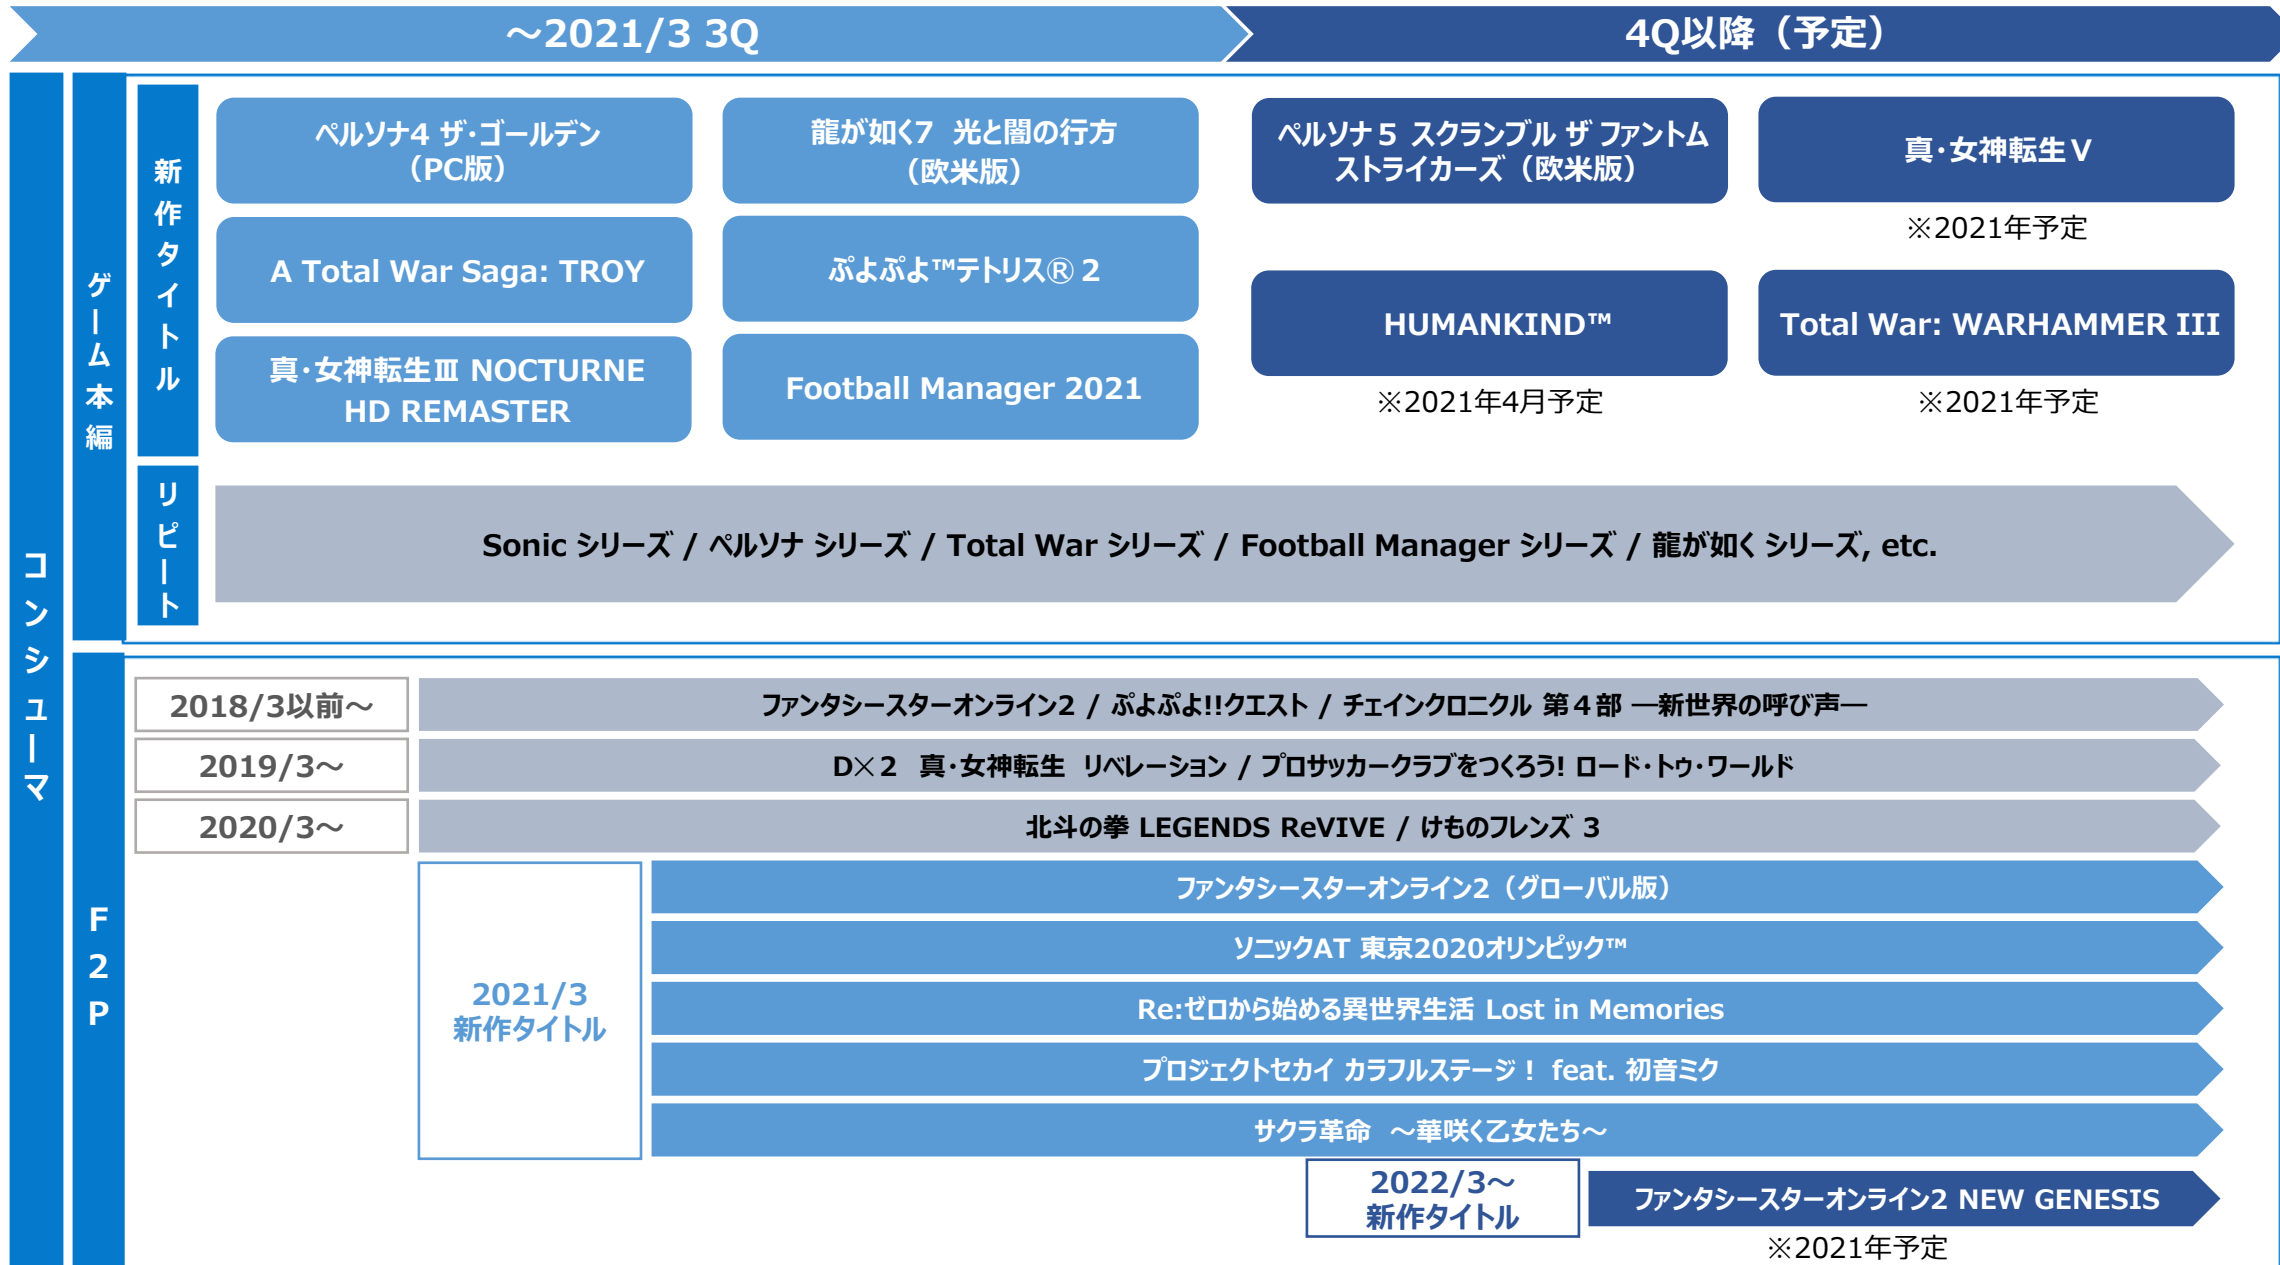 ～2021/3 3Q
4Q以降（予定）
コンシューマ
ゲーム本編
新作タイトル
ペルソナ4 ザ・ゴールデン
（PC版）
龍が如く7 光と闇の行方
（欧米版）
ペルソナ５ スクランブル ザ ファントム
ストライカーズ（欧米版）
真・女神転生Ⅴ
※2021年予定
A Total War Saga: TROY
ぷよぷよ™テトリス®２
HUMANKIND™
※2021年4月予定
Total War: WARHAMMER III
※2021年予定
真・女神転生Ⅲ NOCTURNE
HD REMASTER
Football Manager 2021
リピート
Sonic シリーズ / ペルソナ シリーズ / Total War シリーズ / Football Manager シリーズ / 龍が如く シリーズ, etc.
F2P
2018/3以前～
ファンタシースターオンライン2 / ぷよぷよ!!クエスト / チェインクロニクル 第４部 ―新世界の呼び声―
2019/3～
D×２ 真・女神転生 リベレーション / プロサッカークラブをつくろう! ロード・トゥ・ワールド
2020/3～
北斗の拳 LEGENDS ReVIVE / けものフレンズ 3
2021/3
新作タイトル
ファンタシースターオンライン2（グローバル版）
ソニックAT 東京2020オリンピック™
Re:ゼロから始める異世界生活 Lost in Memories
プロジェクトセカイ カラフルステージ！ feat. 初音ミク
サクラ革命 ～華咲く乙女たち～
2022/3～
新作タイトル
ファンタシースターオンライン2 NEW GENESIS
※2021年予定